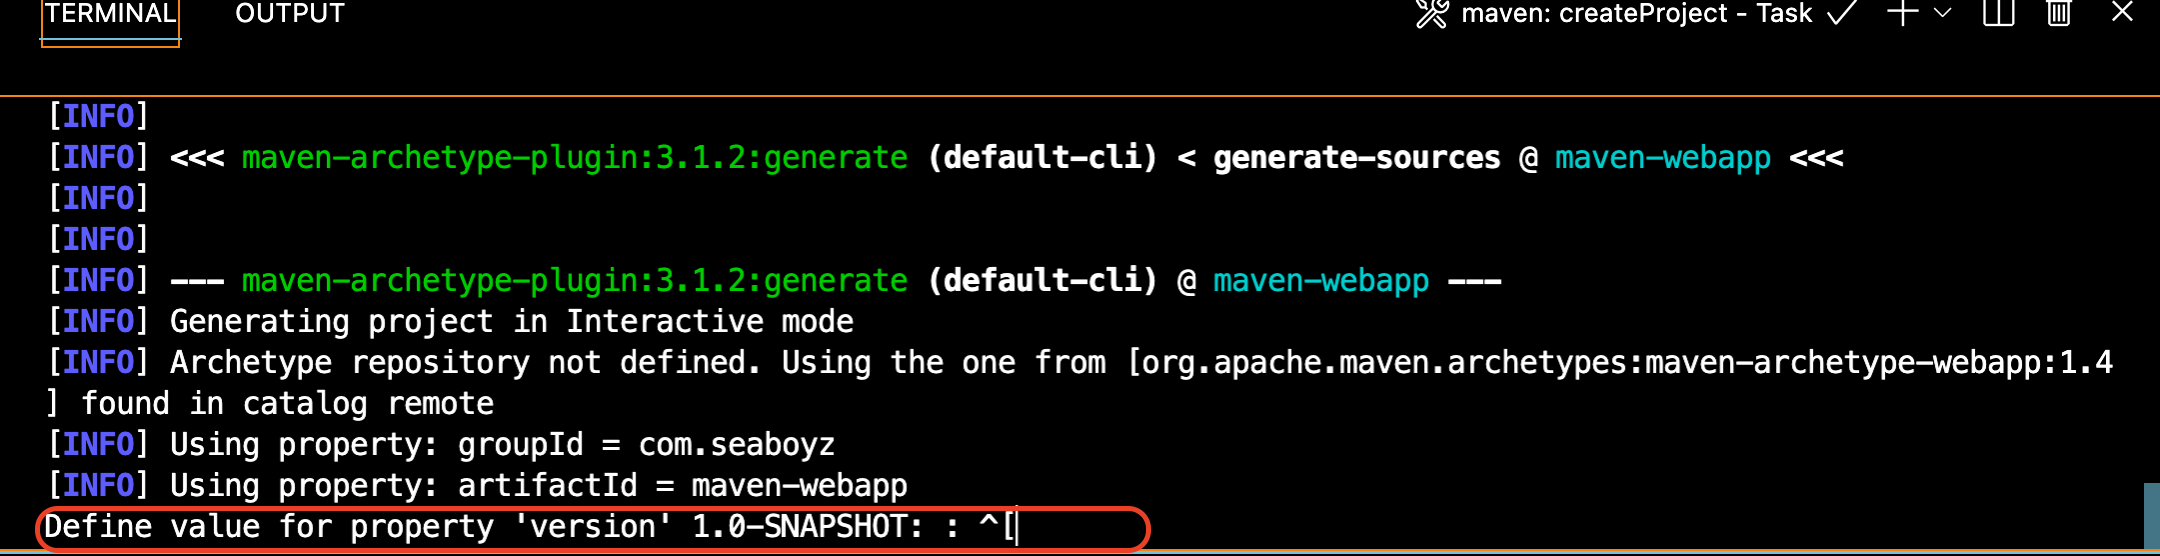 TERMINAL OUTPUT maven: createProject - Task
[INFO]
[INFO] <<< maven-archetype-plugin:3.1.2:generate (default-cli) < generate-sources @ maven-webapp <<<
[INFO]
[INFO]
[INFO] --- maven-archetype-plugin:3.1.2:generate (default-cli) @ maven-webapp ---
[INFO] Generating project in Interactive mode
[INFO] Archetype repository not defined. Using the one from [org.apache.maven.archetypes:maven-archetype-webapp:1.4
] found in catalog remote
[INFO] Using property: groupId = com.seaboyz
[INFO] Using property: artifactId = maven-webapp
Define value for property 'version' 1.0-SNAPSHOT: : ^[